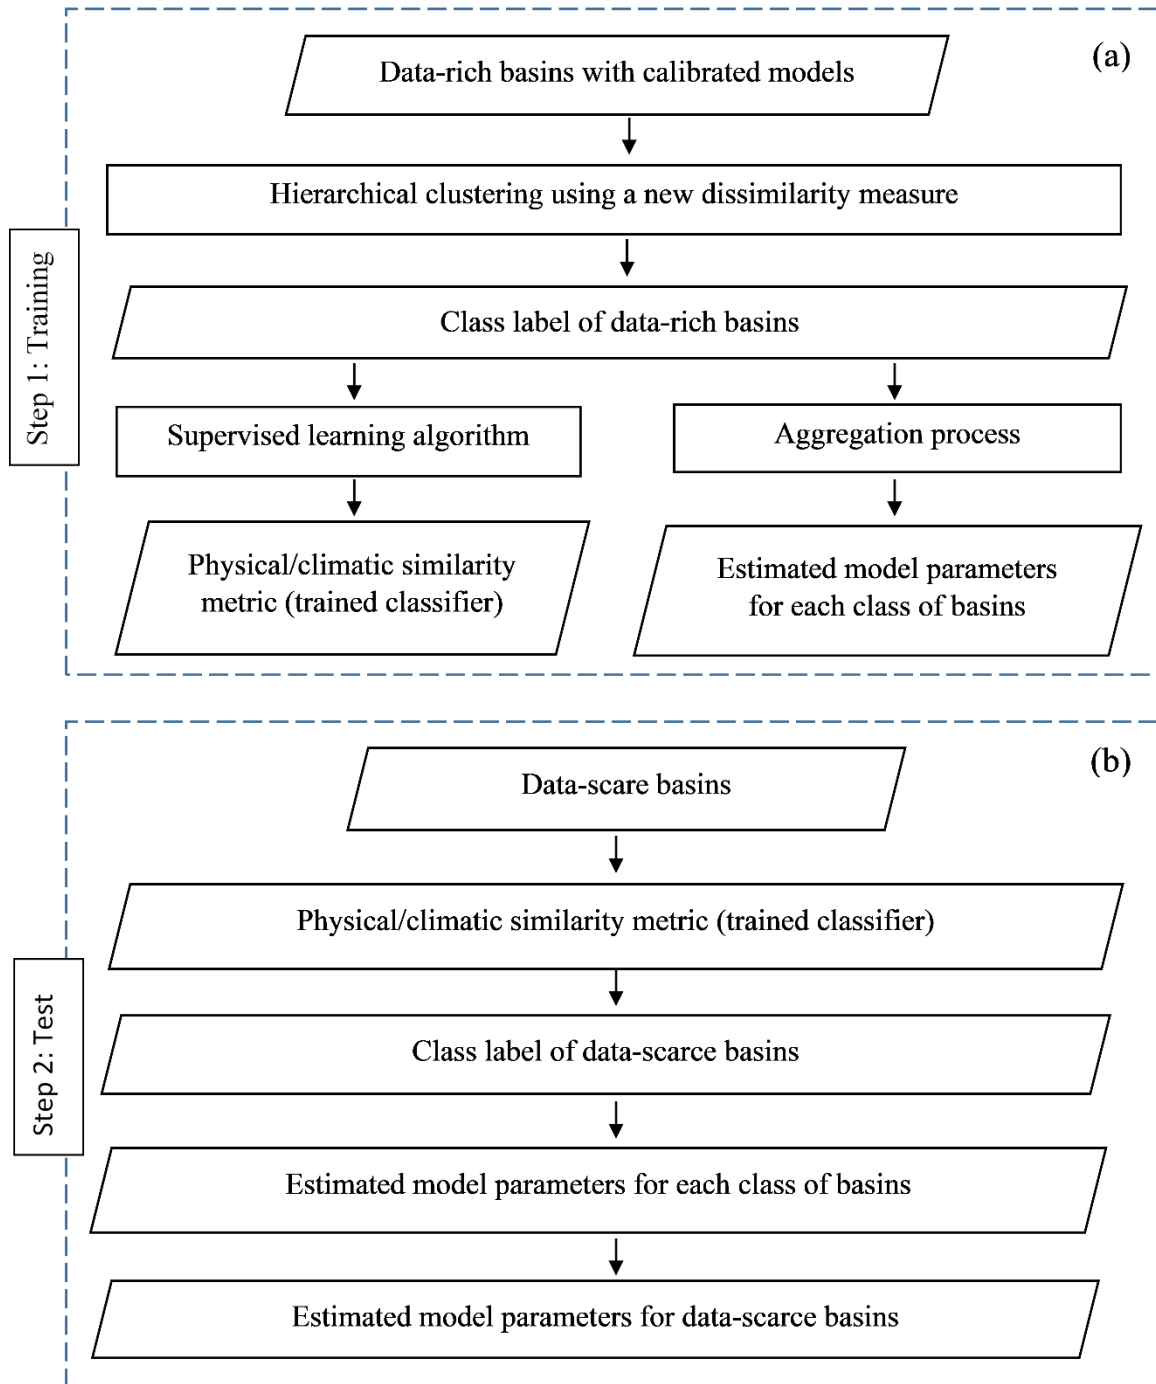 (a)
Data-rich basins with calibrated models
Hierarchical clustering using a new dissimilarity measure
Class label of data-rich basins
Step 1: Training
Supervised learning algorithm
Aggregation process
Physical/climatic similarity
metric (trained classifier)
Estimated model parameters
for each class of basins
(b)
Data-scare basins
Physical/climatic similarity metric (trained classifier)
Class label of data-scarce basins
Step 2: Test
Estimated model parameters for each class of basins
Estimated model parameters for data-scarce basins